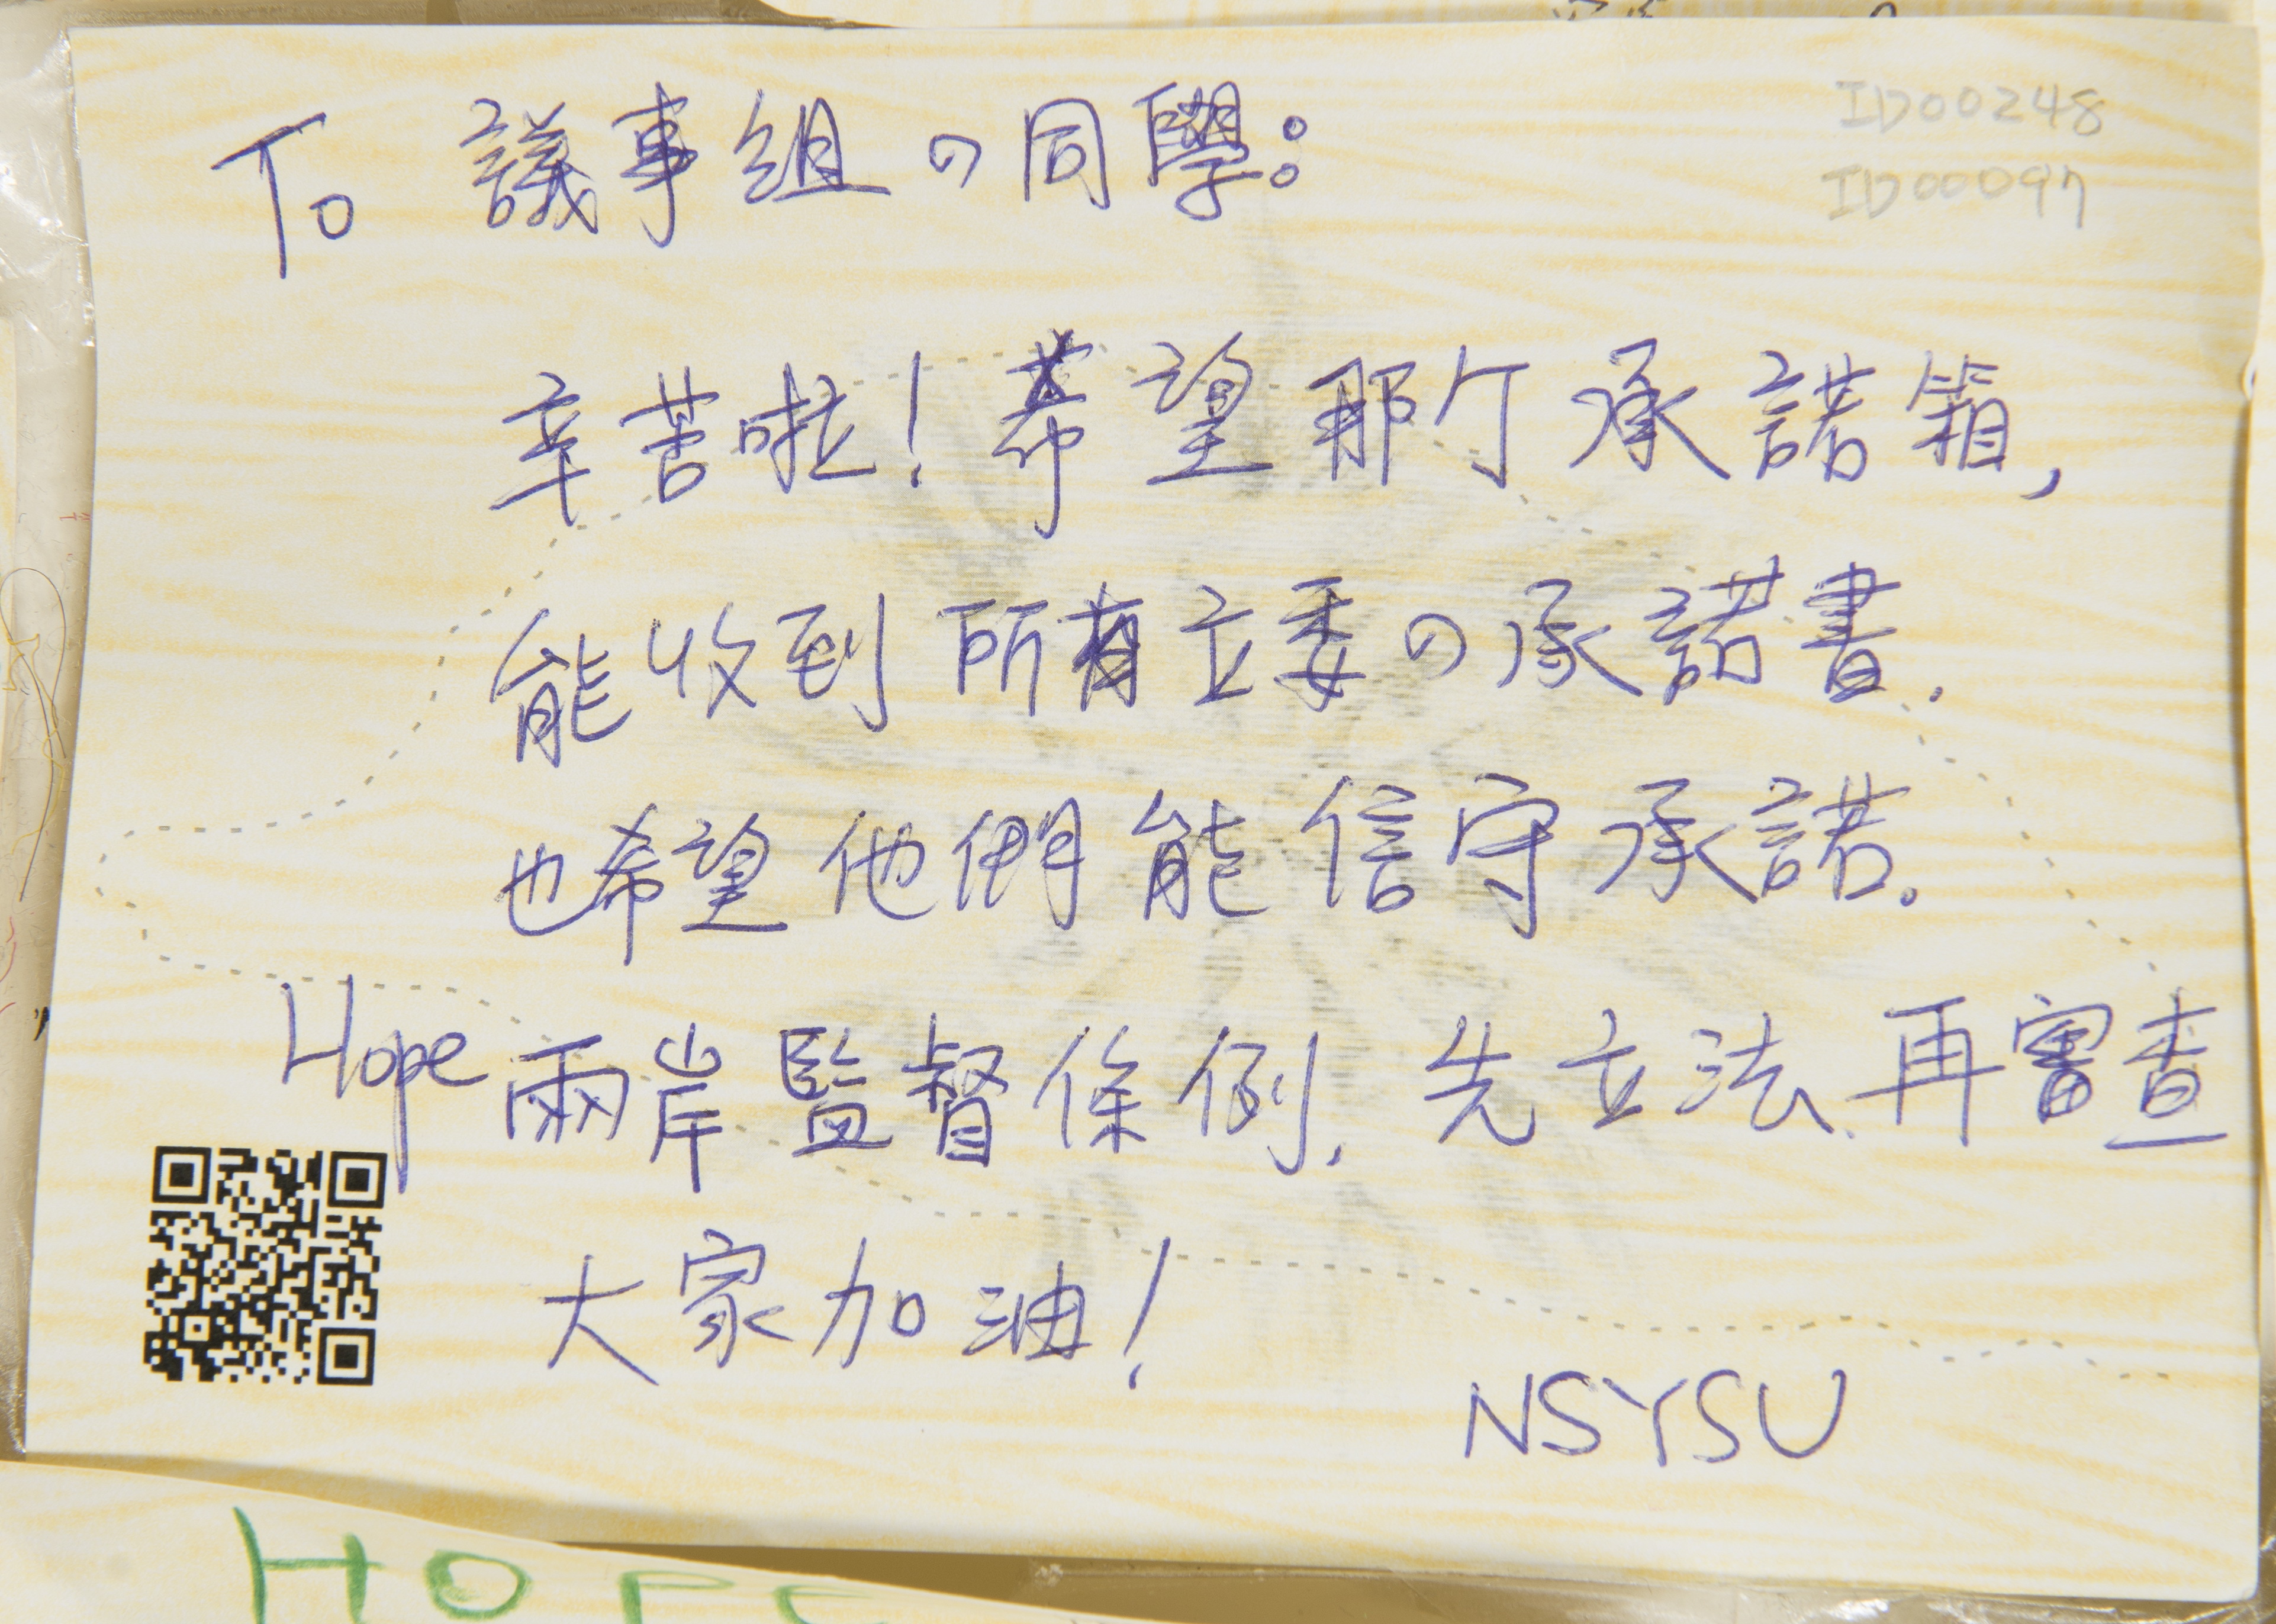 To 議事組の同學:
ID00248
ID00097
辛苦啦!希望那个承諾箱,
能收到所有立委の承諾書.
也希望他們能信守承諾。
Hope 兩岸監督條例,先立法、再審查
大家加油!
NSYSU
HOPE